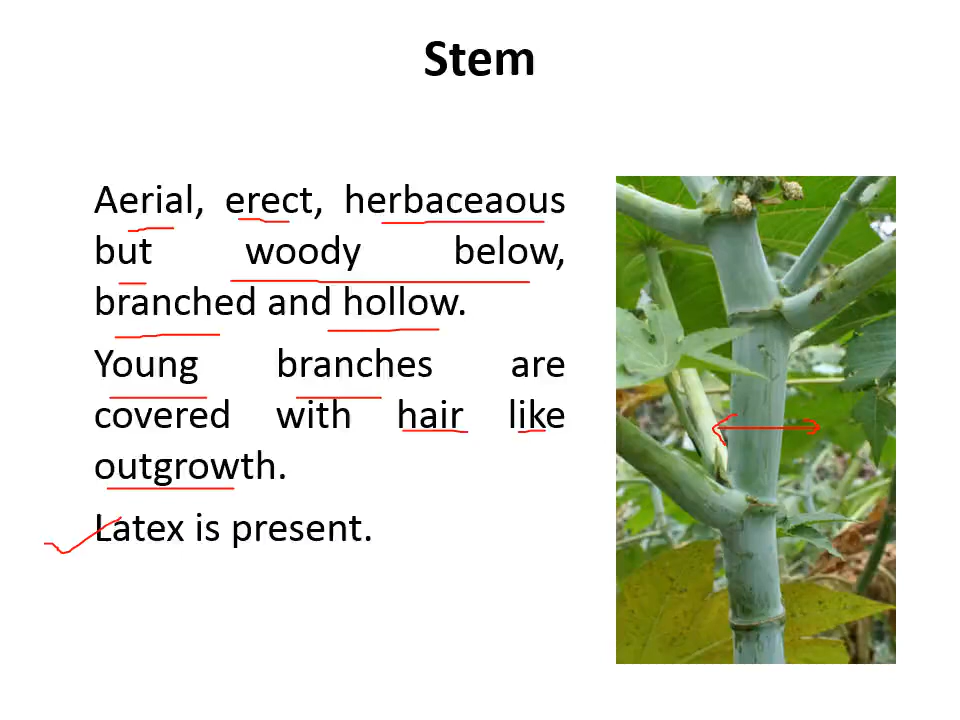 Stem
Aerial, erect, herbaceaous
but woody below,
branched and hollow.
Young branches are
covered with hair like
outgrowth.
Latex is present.